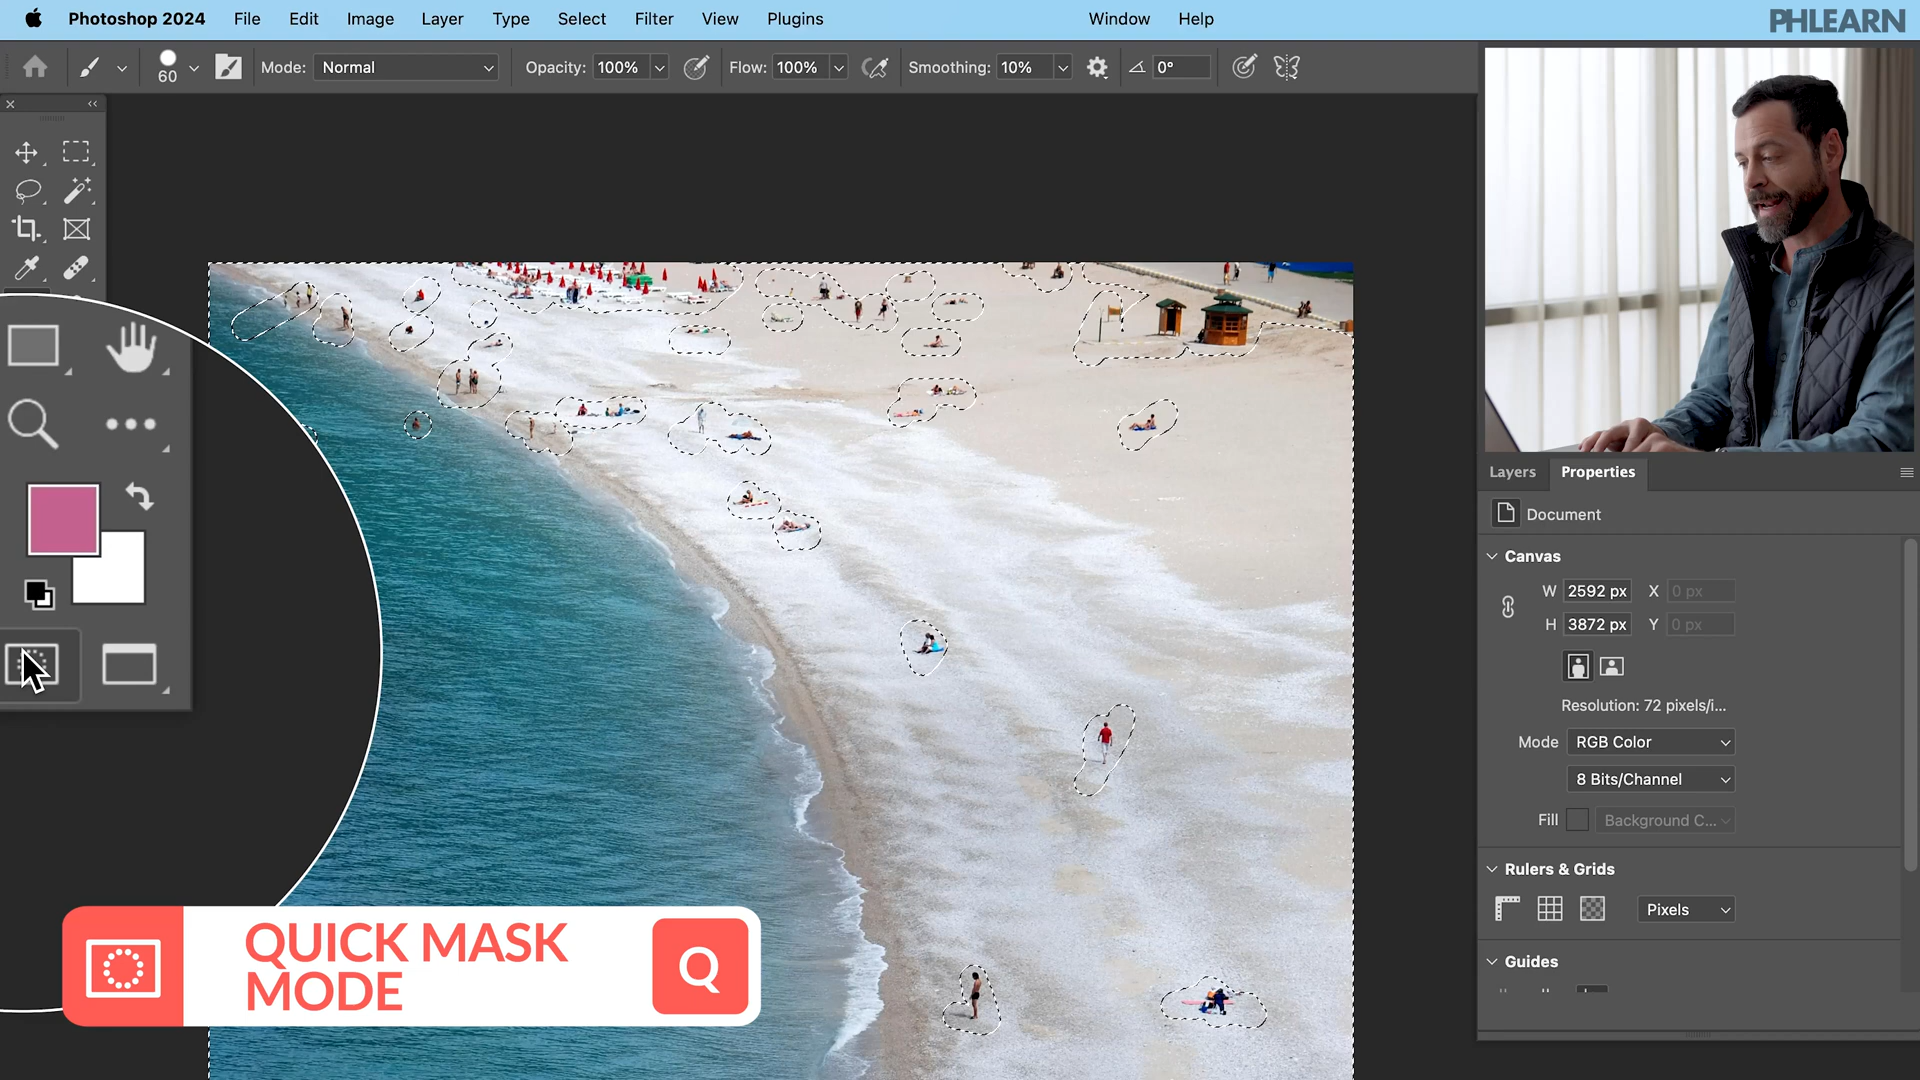 Photoshop 2024 File Edit Image Layer Type Select Filter View Plugins Window Help
PHLEARN
60 Mode: Normal Opacity: 100% Flow: 100% Smoothing: 10% 0°
Layers Properties
Document
Canvas
W 2592 px X 0 px
H 3872 px Y 0 px
Resolution: 72 pixels/i...
Mode RGB Color
8 Bits/Channel
Fill Background C...
Rulers & Grids
Pixels
Guides
QUICK MASK
MODE
Q